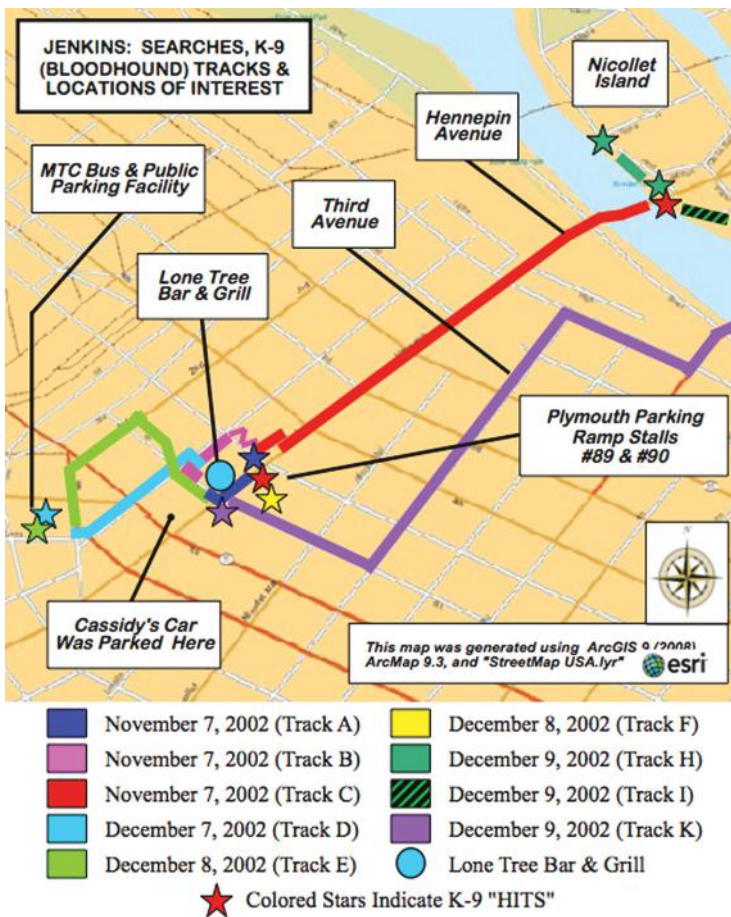 JENKINS: SEARCHES, K-9
(BLOODHOUND) TRACKS &
LOCATIONS OF INTEREST
Nicollet
Island
Hennepin
Avenue
MTC Bus & Public
Parking Facility
Third
Avenue
Lone Tree
Bar & Grill
Plymouth Parking
Ramp Stalls
#89 & #90
N
Cassidy's Car
Was Parked Here
This map was generated using ArcGIS 9 (2008)
ArcMap 9.3, and "StreetMap USA.lyr"
esri
November 7, 2002 (Track A)
November 7, 2002 (Track B)
November 7, 2002 (Track C)
December 7, 2002 (Track D)
December 8, 2002 (Track E)
December 8, 2002 (Track F)
December 9, 2002 (Track H)
December 9, 2002 (Track I)
December 9, 2002 (Track K)
Lone Tree Bar & Grill
Colored Stars Indicate K-9 "HITS"